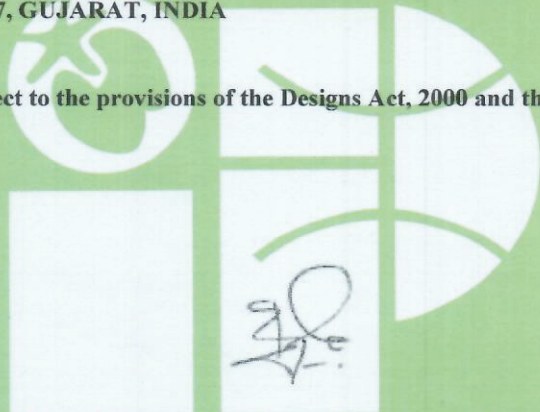 7, GUJARAT, INDIA
ect to the provisions of the Designs Act, 2000 and th